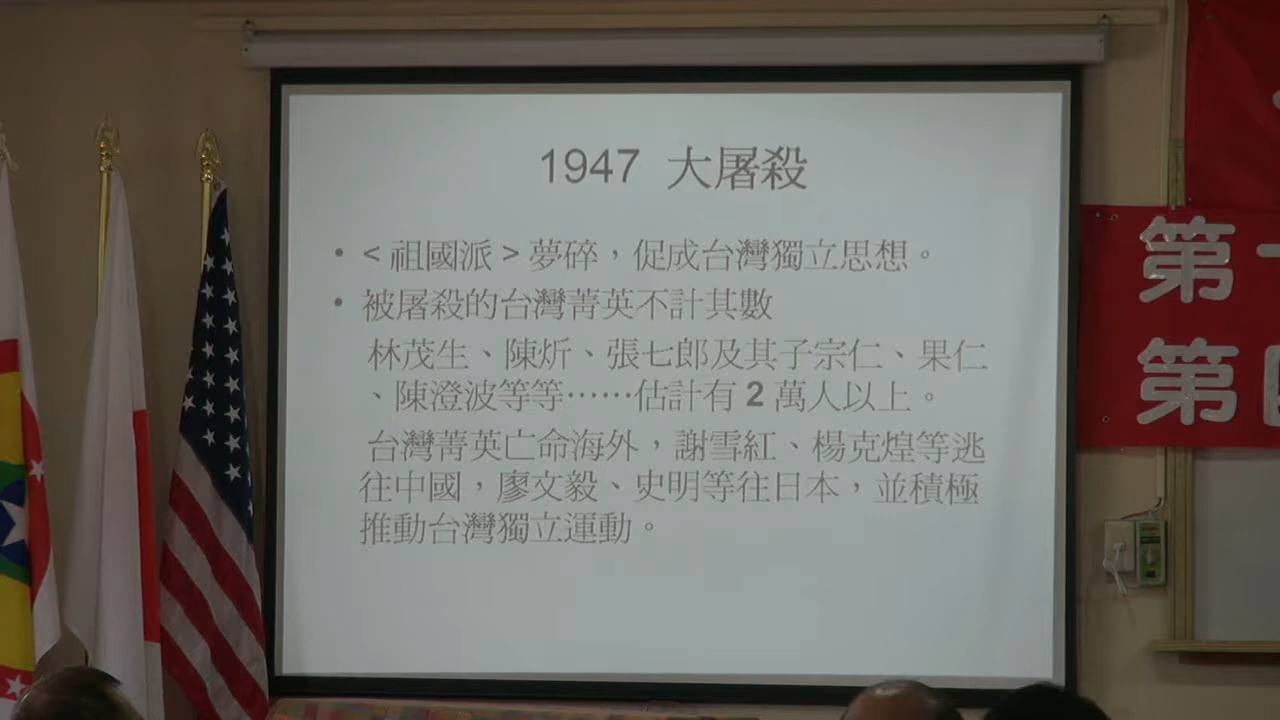 1947 大屠殺
• < 祖國派 > 夢碎，促成台灣獨立思想。
• 被屠殺的台灣菁英不計其數
林茂生、陳炘、張七郎及其子宗仁、果仁
、陳澄波等等⋯⋯估計有 2 萬人以上。
台灣菁英亡命海外，謝雪紅、楊克煌等逃
往中國，廖文毅、史明等往日本，並積極
推動台灣獨立運動。
第
第